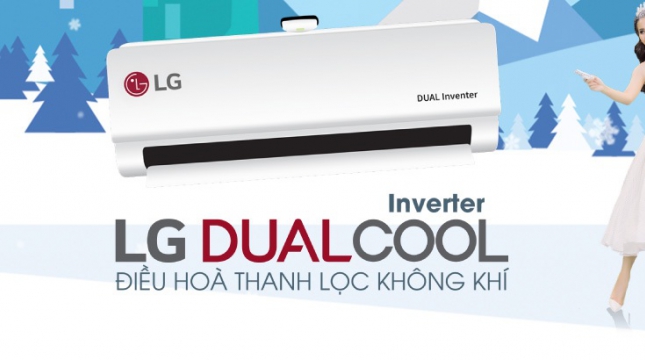 LG
DUAL Inverter
Inverter
LG DUALCOOL
ĐIỀU HOÀ THANH LỌC KHÔNG KHÍ